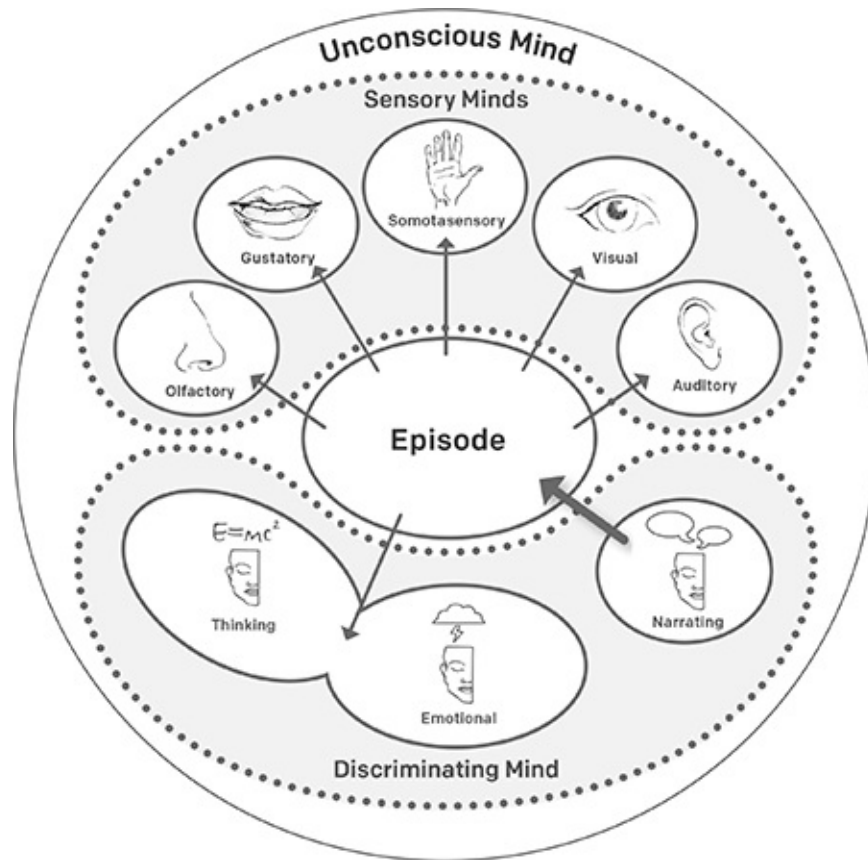 Unconscious Mind
Sensory Minds
Somotasensory
Gustatory
Visual
Olfactory
Auditory
Episode
E=mc²
Thinking
Narrating
Emotional
Discriminating Mind